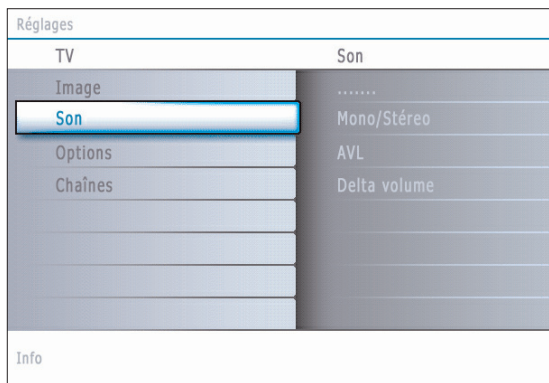 Réglages
TV Son
Image .......
Son Mono/Stéréo
Options AVL
Chaînes Delta volume
Info